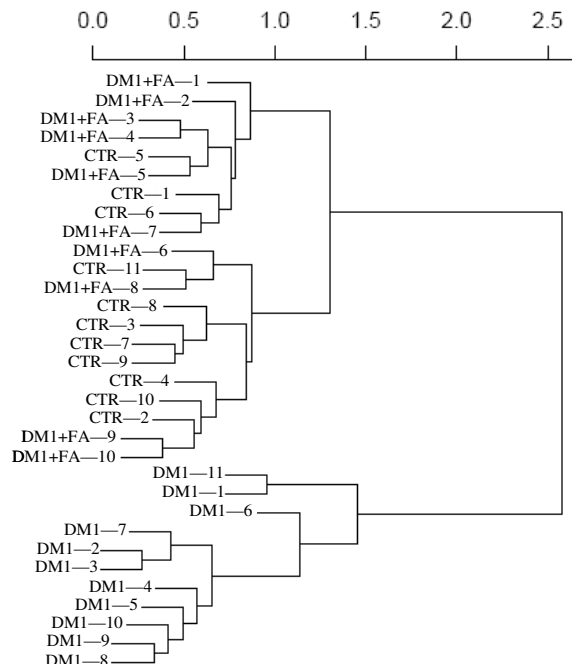 0.0 0.5 1.0 1.5 2.0 2.5
DM1+FA—1
DM1+FA—2
DM1+FA—3
DM1+FA—4
CTR—5
DM1+FA—5
CTR—1
CTR—6
DM1+FA—7
DM1+FA—6
CTR—11
DM1+FA—8
CTR—8
CTR—3
CTR—7
CTR—9
CTR—4
CTR—10
CTR—2
DM1+FA—9
DM1+FA—10
DM1—11
DM1—1
DM1—6
DM1—7
DM1—2
DM1—3
DM1—4
DM1—5
DM1—10
DM1—9
DM1—8